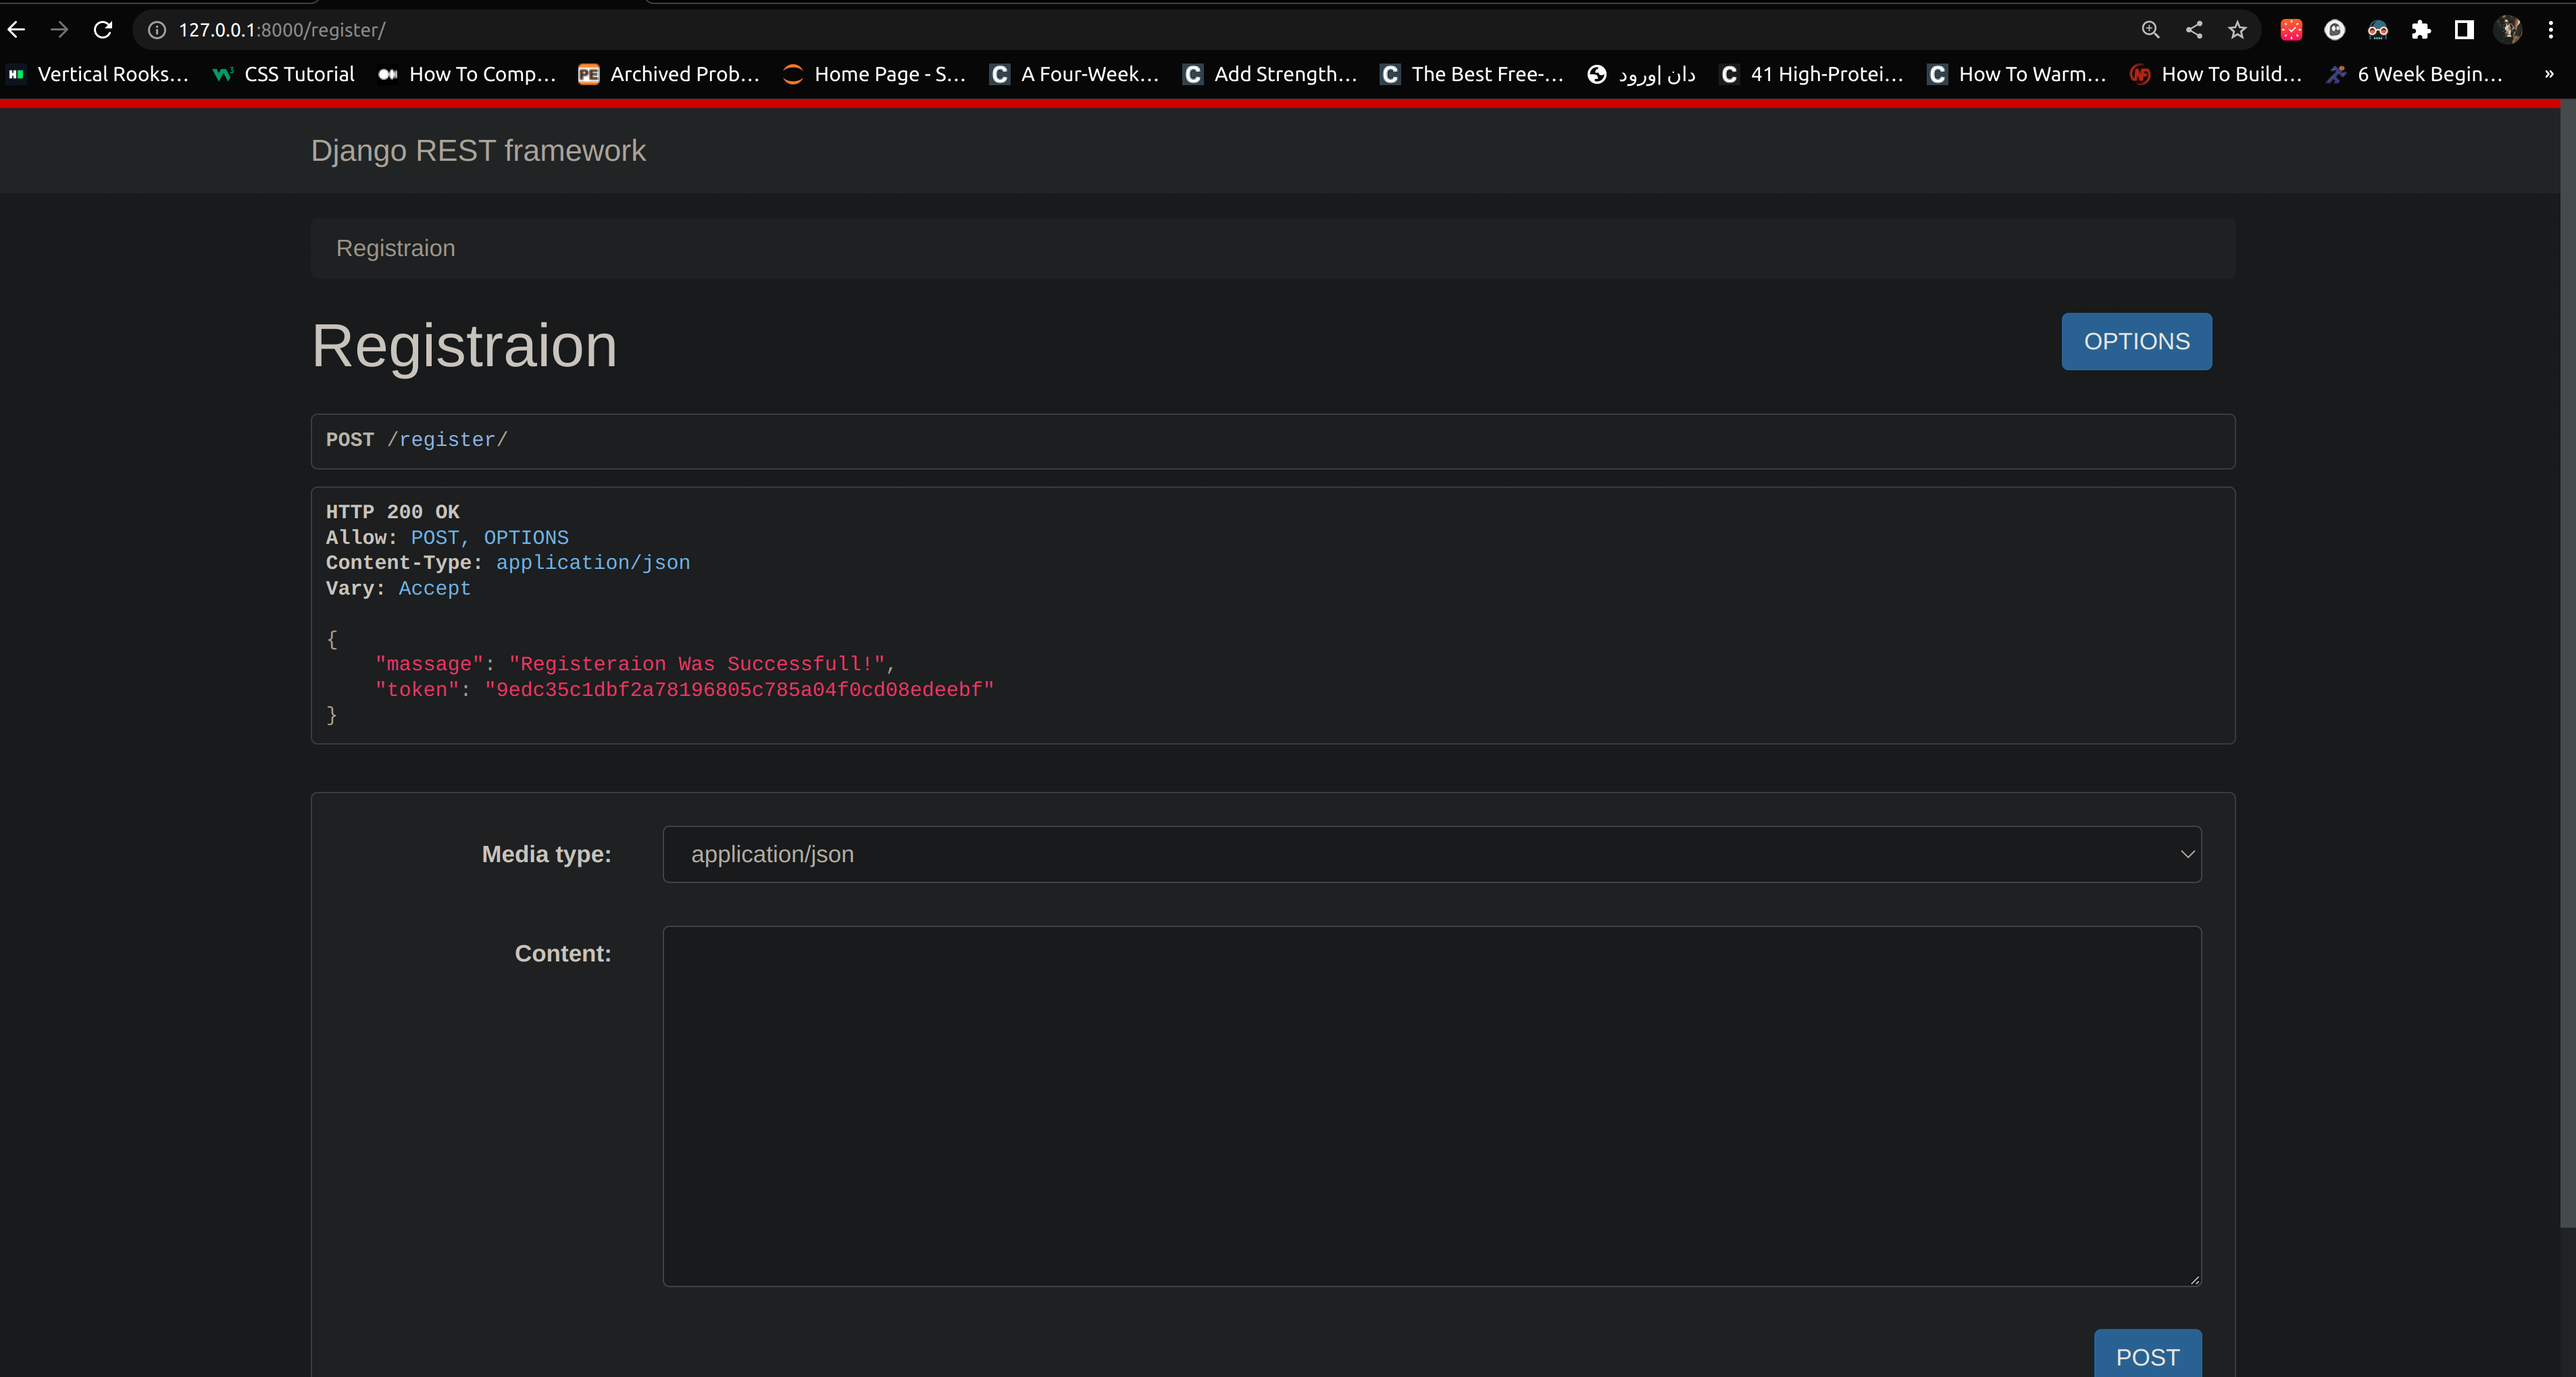 127.0.0.1:8000/register/
Vertical Rooks... CSS Tutorial How To Comp... Archived Prob... Home Page - S... A Four-Week... Add Strength... The Best Free-... دان |ورود 41 High-Protei... How To Warm... How To Build... 6 Week Begin... »
Django REST framework
Registraion
Registraion
OPTIONS
POST /register/
HTTP 200 OK
Allow: POST, OPTIONS
Content-Type: application/json
Vary: Accept
{
"massage": "Registeraion Was Successfull!",
"token": "9edc35c1dbf2a78196805c785a04f0cd08edeebf"
}
Media type: application/json
Content:
POST